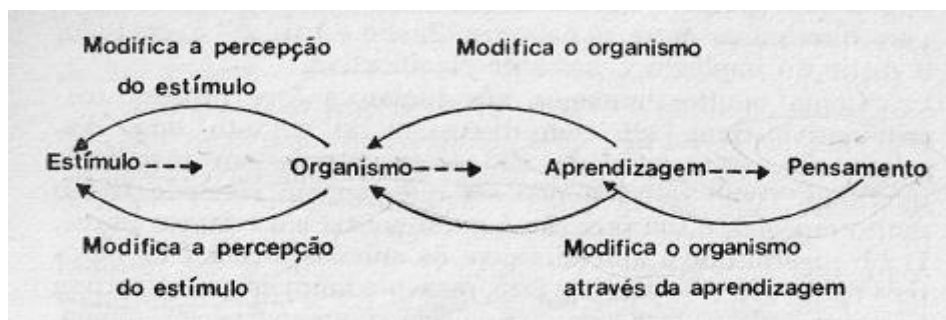 Modifica a percepção
do estímulo
Modifica o organismo
Estímulo
Organismo
Aprendizagem
Pensamento
Modifica a percepção
do estímulo
Modifica o organismo
através da aprendizagem